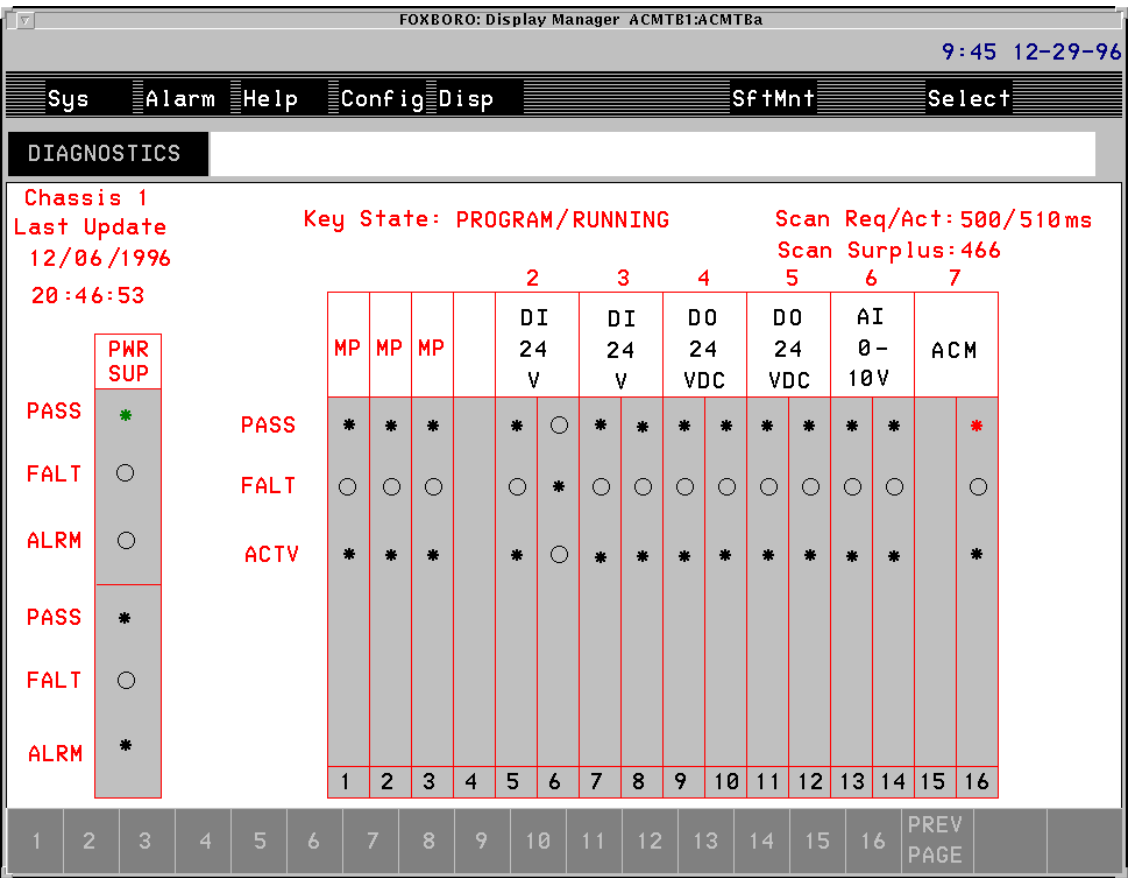 FOXBORO: Display Manager ACMTB1:ACMTBa
9:45 12-29-96
Sys Alarm Help Config Disp SftMnt Select
DIAGNOSTICS
Chassis 1
Last Update
12/06/1996
20:46:53
Key State: PROGRAM/RUNNING
Scan Req/Act: 500/510ms
Scan Surplus: 466
2 3 4 5 6 7
PWR
SUP
MP MP MP
DI
24
V
DI
24
V
DO
24
VDC
DO
24
VDC
AI
0-
10V
ACM
PASS
FALT
ALRM
PASS
FALT
ALRM
PASS
FALT
ACTV
1 2 3 4 5 6 7 8 9 10 11 12 13 14 15 16
1 2 3 4 5 6 7 8 9 10 11 12 13 14 15 16 PREV
PAGE